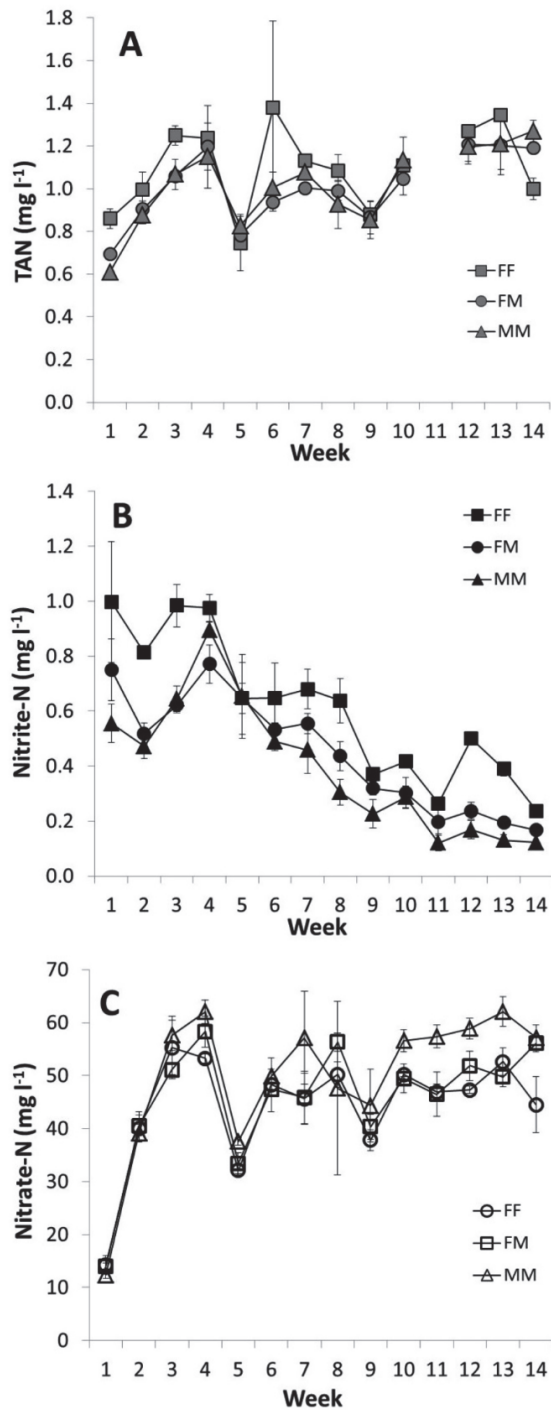 A
TAN (mg l-1)
1.8
1.6
1.4
1.2
1.0
0.8
0.6
0.4
0.2
0.0
FF
FM
MM
1 2 3 4 5 6 7 8 9 10 11 12 13 14
Week
B
Nitrite-N (mg l-1)
1.4
1.2
1.0
0.8
0.6
0.4
0.2
0.0
FF
FM
MM
1 2 3 4 5 6 7 8 9 10 11 12 13 14
Week
C
Nitrate-N (mg l-1)
70
60
50
40
30
20
10
0
FF
FM
MM
1 2 3 4 5 6 7 8 9 10 11 12 13 14
Week